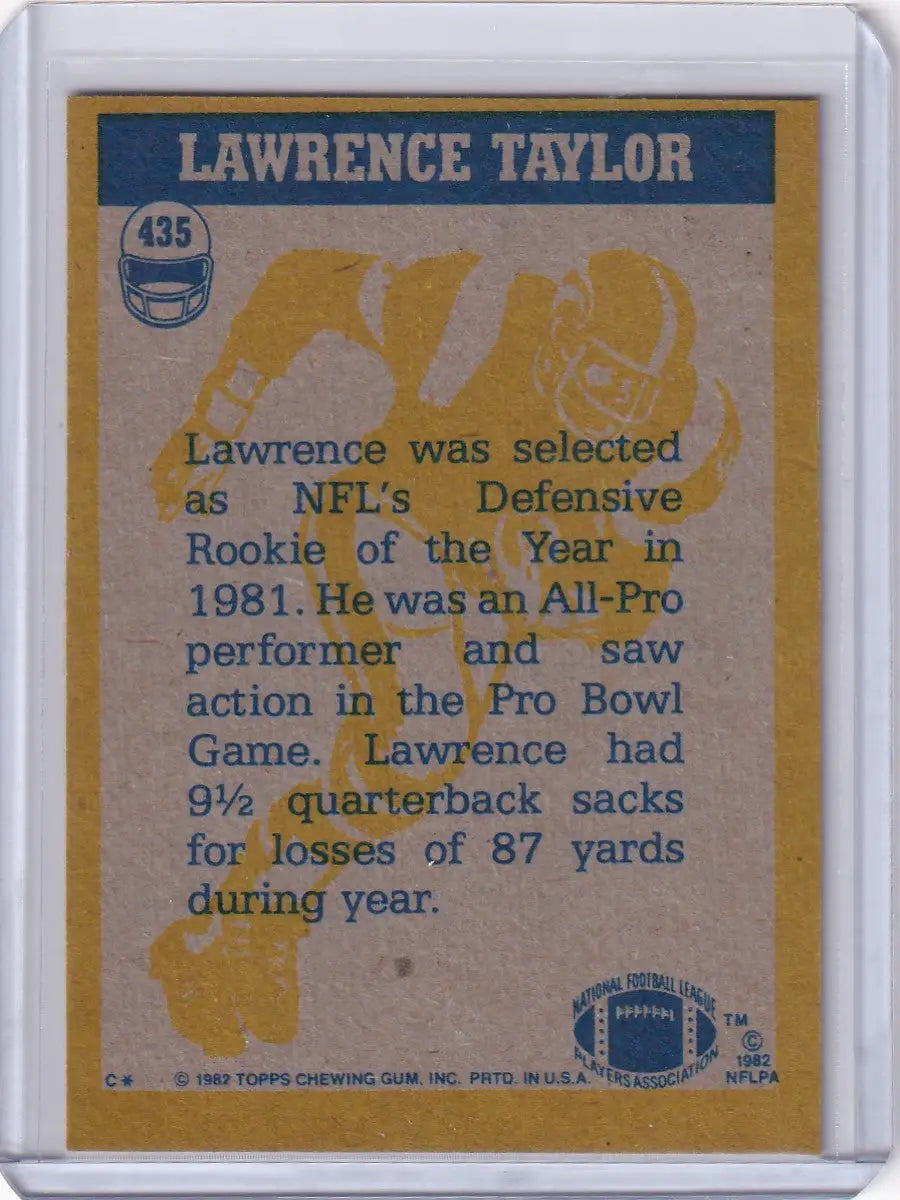 LAWRENCE TAYLOR
435
Lawrence was selected
as NFL's Defensive
Rookie of the Year in
1981. He was an All-Pro
performer and saw
action in the Pro Bowl
Game. Lawrence had
9½ quarterback sacks
for losses of 87 yards
during year.
NATIONAL FOOTBALL LEAGUE
PLAYERS ASSOCIATION
TM
©
1982
NFLPA
C* © 1982 TOPPS CHEWING GUM, INC. PRTD. IN U.S.A.